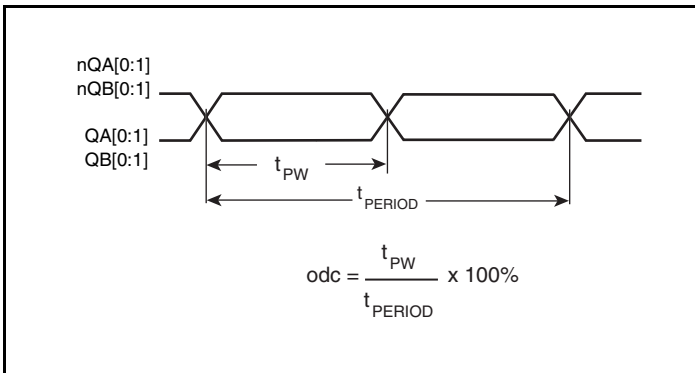 nQA[0:1]
nQB[0:1]
QA[0:1]
QB[0:1]
tPW
tPERIOD
odc = tPW / tPERIOD x 100%